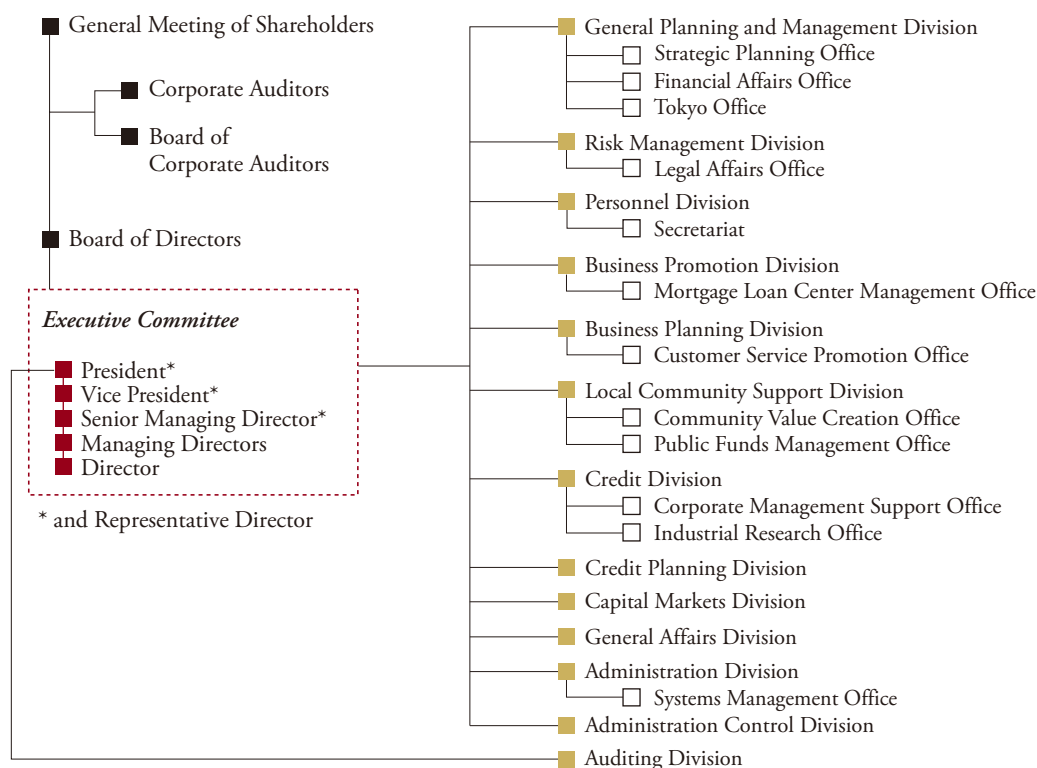 General Meeting of Shareholders
Corporate Auditors
Board of
Corporate Auditors
Board of Directors
Executive Committee
President*
Vice President*
Senior Managing Director*
Managing Directors
Director
* and Representative Director
General Planning and Management Division
Strategic Planning Office
Financial Affairs Office
Tokyo Office
Risk Management Division
Legal Affairs Office
Personnel Division
Secretariat
Business Promotion Division
Mortgage Loan Center Management Office
Business Planning Division
Customer Service Promotion Office
Local Community Support Division
Community Value Creation Office
Public Funds Management Office
Credit Division
Corporate Management Support Office
Industrial Research Office
Credit Planning Division
Capital Markets Division
General Affairs Division
Administration Division
Systems Management Office
Administration Control Division
Auditing Division